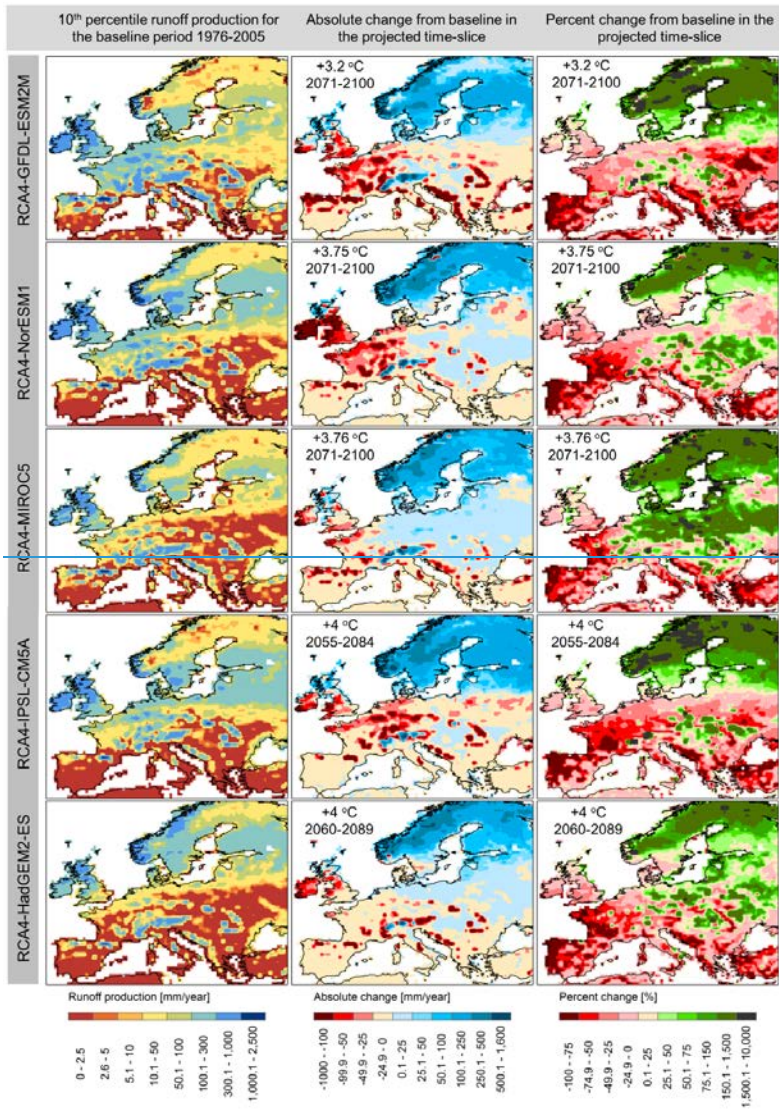 10th percentile runoff production for
the baseline period 1976-2005
Absolute change from baseline in
the projected time-slice
Percent change from baseline in the
projected time-slice
RCA4-GFDL-ESM2M
+3.2 °C
2071-2100
+3.2 °C
2071-2100
RCA4-NorESM1
+3.75 °C
2071-2100
+3.75 °C
2071-2100
RCA4-MIROC5
+3.76 °C
2071-2100
+3.76 °C
2071-2100
RCA4-IPSL-CM5A
+4 °C
2055-2084
+4 °C
2055-2084
RCA4-HadGEM2-ES
+4 °C
2060-2089
+4 °C
2060-2089
Runoff production [mm/year]
0 - 2.5
2.6 - 5
5.1 - 10
10.1 - 50
50.1 - 100
100.1 - 300
300.1 - 1,000
1,000.1 - 2,500
Absolute change [mm/year]
-1000 - -100
-99.9 - -50
-49.9 - -25
-24.9 - 0
0.1 - 25
25.1 - 50
50.1 - 100
100.1 - 250
250.1 - 500
500.1 - 1,600
Percent change [%]
-100 - -75
-74.9 - -50
-49.9 - -25
-24.9 - 0
0.1 - 25
25.1 - 50
50.1 - 75
75.1 - 150
150.1 - 1,500
1,500.1 - 10,000